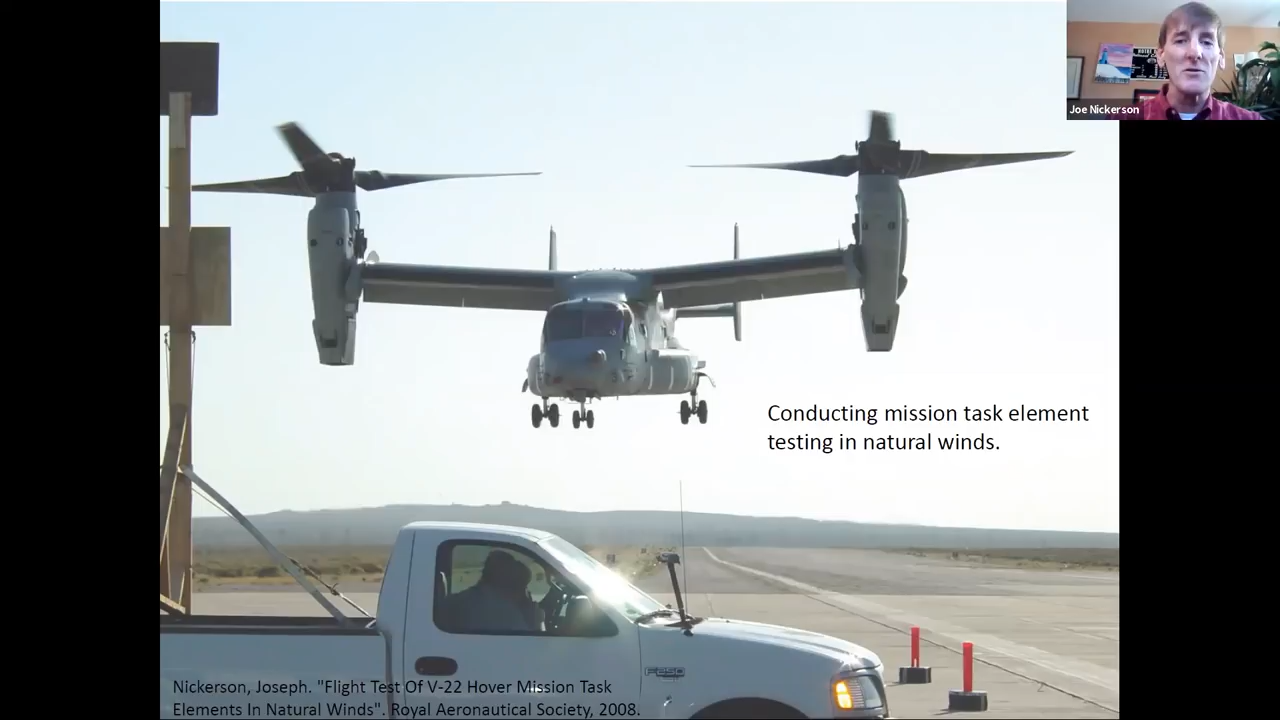 Joe Nickerson
Conducting mission task element
testing in natural winds.
F250
Nickerson, Joseph. "Flight Test Of V-22 Hover Mission Task
Elements In Natural Winds". Royal Aeronautical Society, 2008.
2